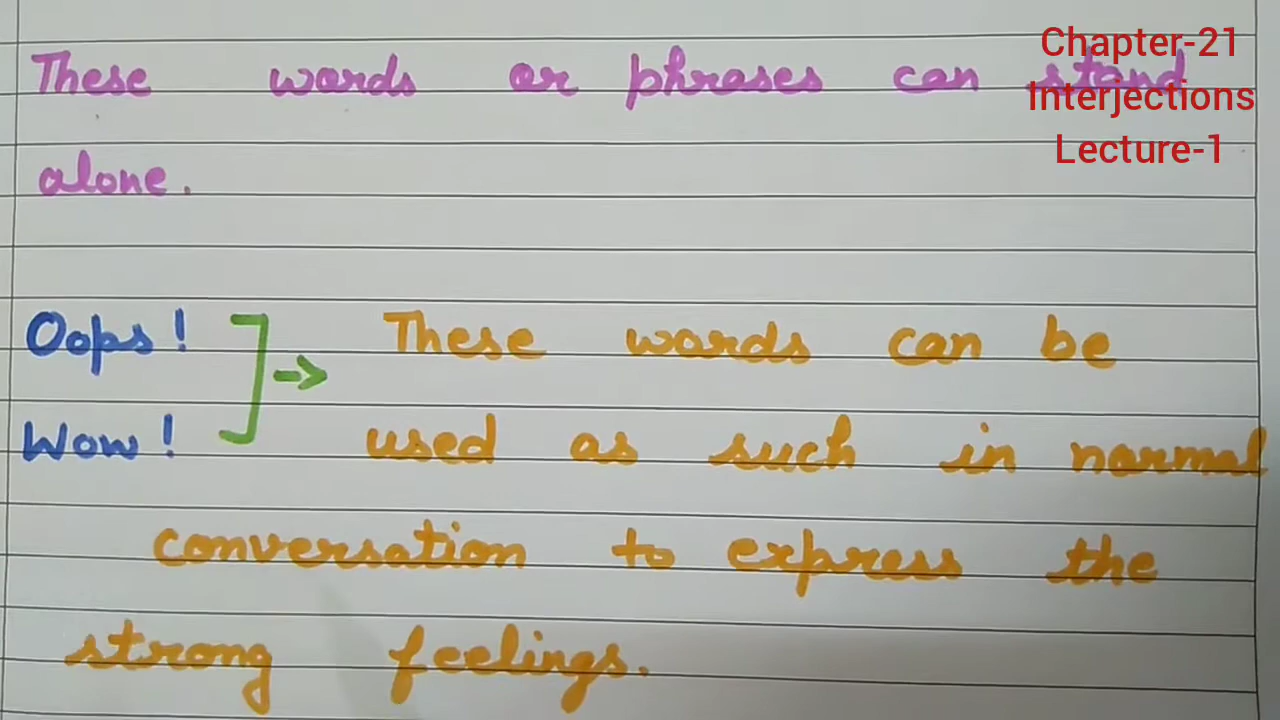 These words or phrases can stand
alone.
Chapter-21
Interjections
Lecture-1
Oops! These words can be
Wow! used as such in normal
conversation to express the
strong feelings.